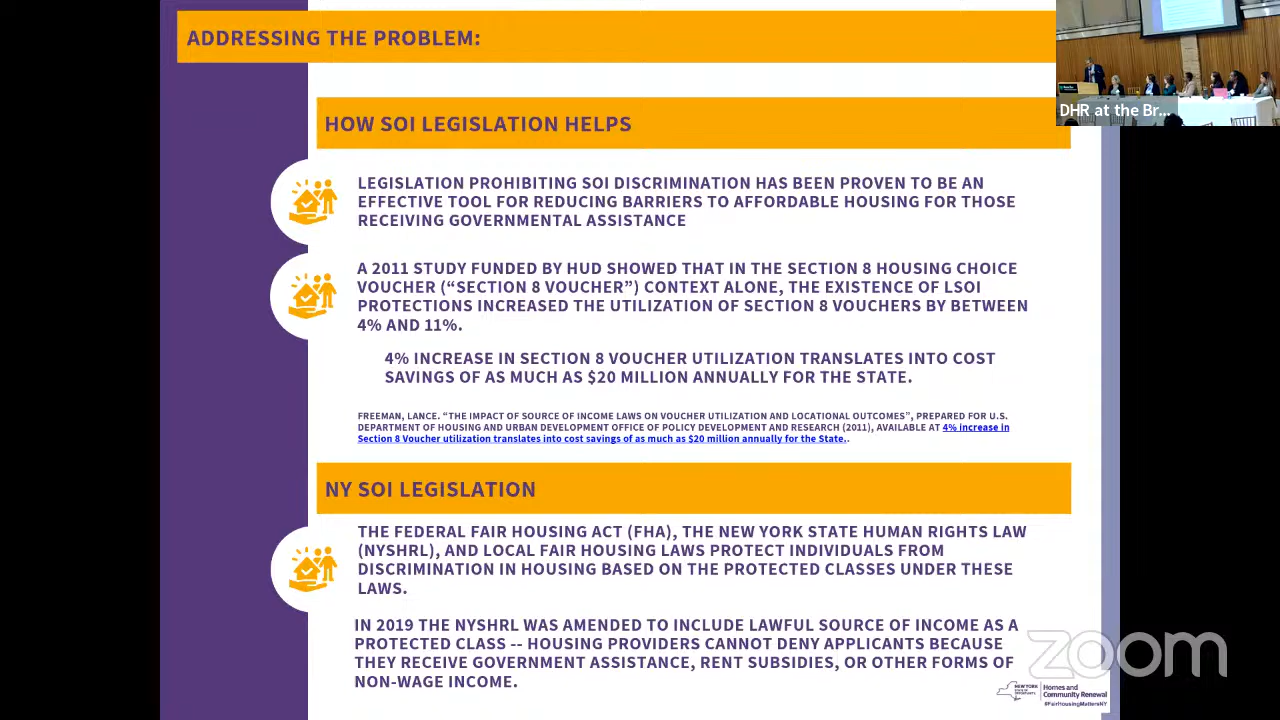 ADDRESSING THE PROBLEM:
DHR at the Br...
HOW SOI LEGISLATION HELPS
LEGISLATION PROHIBITING SOI DISCRIMINATION HAS BEEN PROVEN TO BE AN
EFFECTIVE TOOL FOR REDUCING BARRIERS TO AFFORDABLE HOUSING FOR THOSE
RECEIVING GOVERNMENTAL ASSISTANCE
A 2011 STUDY FUNDED BY HUD SHOWED THAT IN THE SECTION 8 HOUSING CHOICE
VOUCHER (“SECTION 8 VOUCHER”) CONTEXT ALONE, THE EXISTENCE OF LSOI
PROTECTIONS INCREASED THE UTILIZATION OF SECTION 8 VOUCHERS BY BETWEEN
4% AND 11%.
4% INCREASE IN SECTION 8 VOUCHER UTILIZATION TRANSLATES INTO COST
SAVINGS OF AS MUCH AS $20 MILLION ANNUALLY FOR THE STATE.
FREEMAN, LANCE. “THE IMPACT OF SOURCE OF INCOME LAWS ON VOUCHER UTILIZATION AND LOCATIONAL OUTCOMES”, PREPARED FOR U.S.
DEPARTMENT OF HOUSING AND URBAN DEVELOPMENT OFFICE OF POLICY DEVELOPMENT AND RESEARCH (2011), AVAILABLE AT 4% increase in
Section 8 Voucher utilization translates into cost savings of as much as $20 million annually for the State..
NY SOI LEGISLATION
THE FEDERAL FAIR HOUSING ACT (FHA), THE NEW YORK STATE HUMAN RIGHTS LAW
(NYSHRL), AND LOCAL FAIR HOUSING LAWS PROTECT INDIVIDUALS FROM
DISCRIMINATION IN HOUSING BASED ON THE PROTECTED CLASSES UNDER THESE
LAWS.
IN 2019 THE NYSHRL WAS AMENDED TO INCLUDE LAWFUL SOURCE OF INCOME AS A
PROTECTED CLASS -- HOUSING PROVIDERS CANNOT DENY APPLICANTS BECAUSE
THEY RECEIVE GOVERNMENT ASSISTANCE, RENT SUBSIDIES, OR OTHER FORMS OF
NON-WAGE INCOME.
zoom
NEW YORK
STATE OF
OPPORTUNITY.
Homes and
Community Renewal
#FairHousingMattersNY